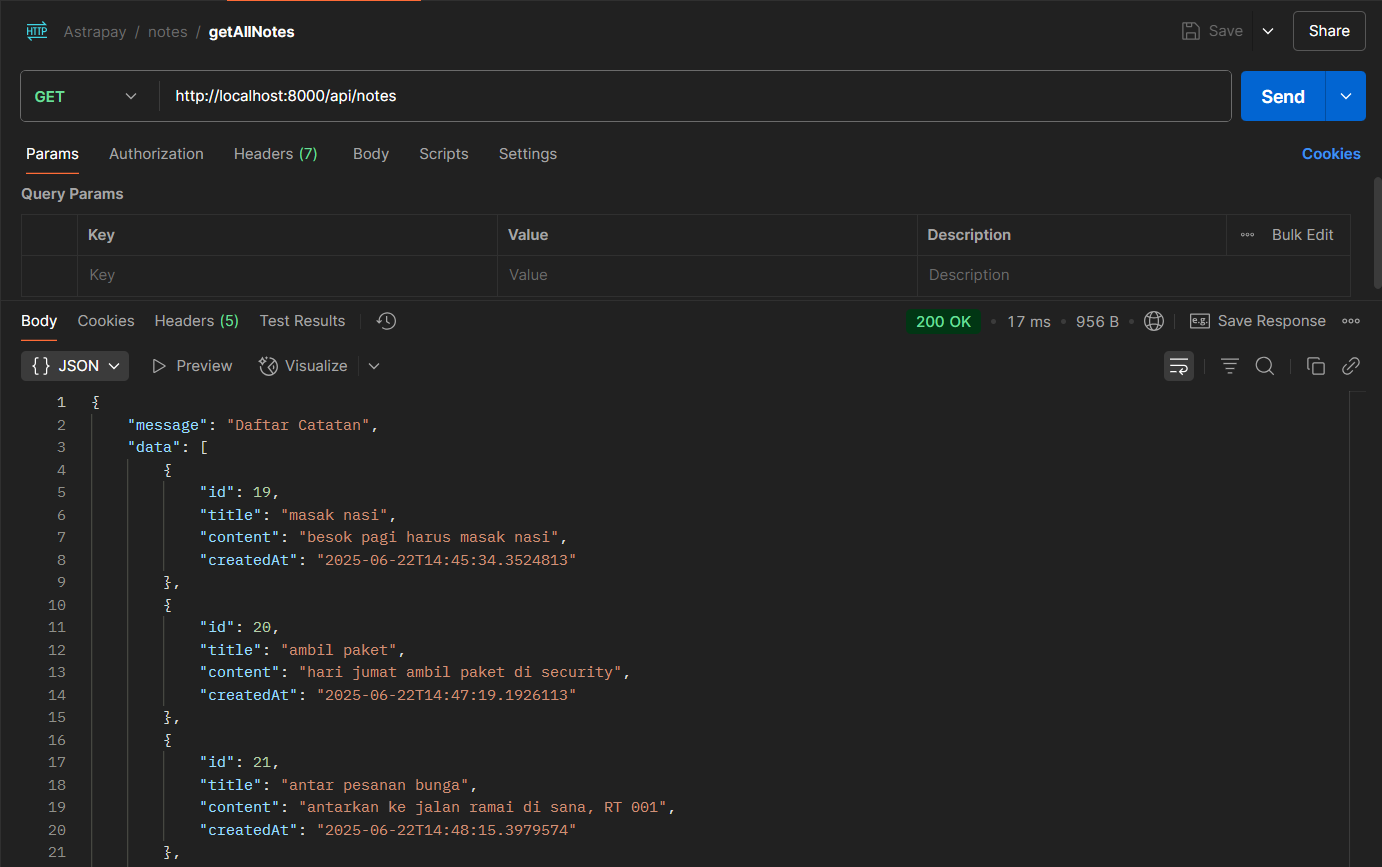 HTTP Astrapay / notes / getAllNotes Save Share
GET http://localhost:8000/api/notes Send
Params Authorization Headers (7) Body Scripts Settings Cookies
Query Params
Key Value Description Bulk Edit
Key Value Description
Body Cookies Headers (5) Test Results 200 OK • 17 ms • 956 B • e.g. Save Response
{} JSON Preview Visualize
1 {
2 "message": "Daftar Catatan",
3 "data": [
4 {
5 "id": 19,
6 "title": "masak nasi",
7 "content": "besok pagi harus masak nasi",
8 "createdAt": "2025-06-22T14:45:34.3524813"
9 },
10 {
11 "id": 20,
12 "title": "ambil paket",
13 "content": "hari jumat ambil paket di security",
14 "createdAt": "2025-06-22T14:47:19.1926113"
15 },
16 {
17 "id": 21,
18 "title": "antar pesanan bunga",
19 "content": "antarkan ke jalan ramai di sana, RT 001",
20 "createdAt": "2025-06-22T14:48:15.3979574"
21 },